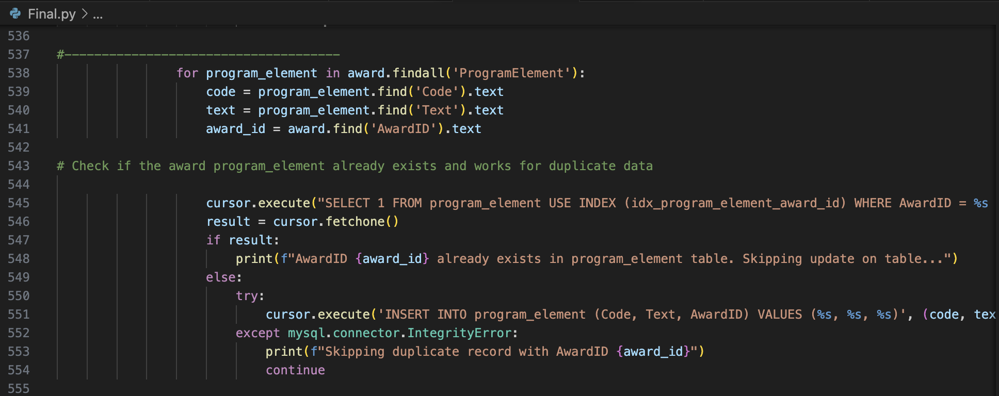 Final.py > ...
536
537 #-------------------------------------
538 for program_element in award.findall('ProgramElement'):
539 code = program_element.find('Code').text
540 text = program_element.find('Text').text
541 award_id = award.find('AwardID').text
542
543 # Check if the award program_element already exists and works for duplicate data
544
545 cursor.execute("SELECT 1 FROM program_element USE INDEX (idx_program_element_award_id) WHERE AwardID = %s
546 result = cursor.fetchone()
547 if result:
548 print(f"AwardID {award_id} already exists in program_element table. Skipping update on table...")
549 else:
550 try:
551 cursor.execute('INSERT INTO program_element (Code, Text, AwardID) VALUES (%s, %s, %s)', (code, tex
552 except mysql.connector.IntegrityError:
553 print(f"Skipping duplicate record with AwardID {award_id}")
554 continue
555